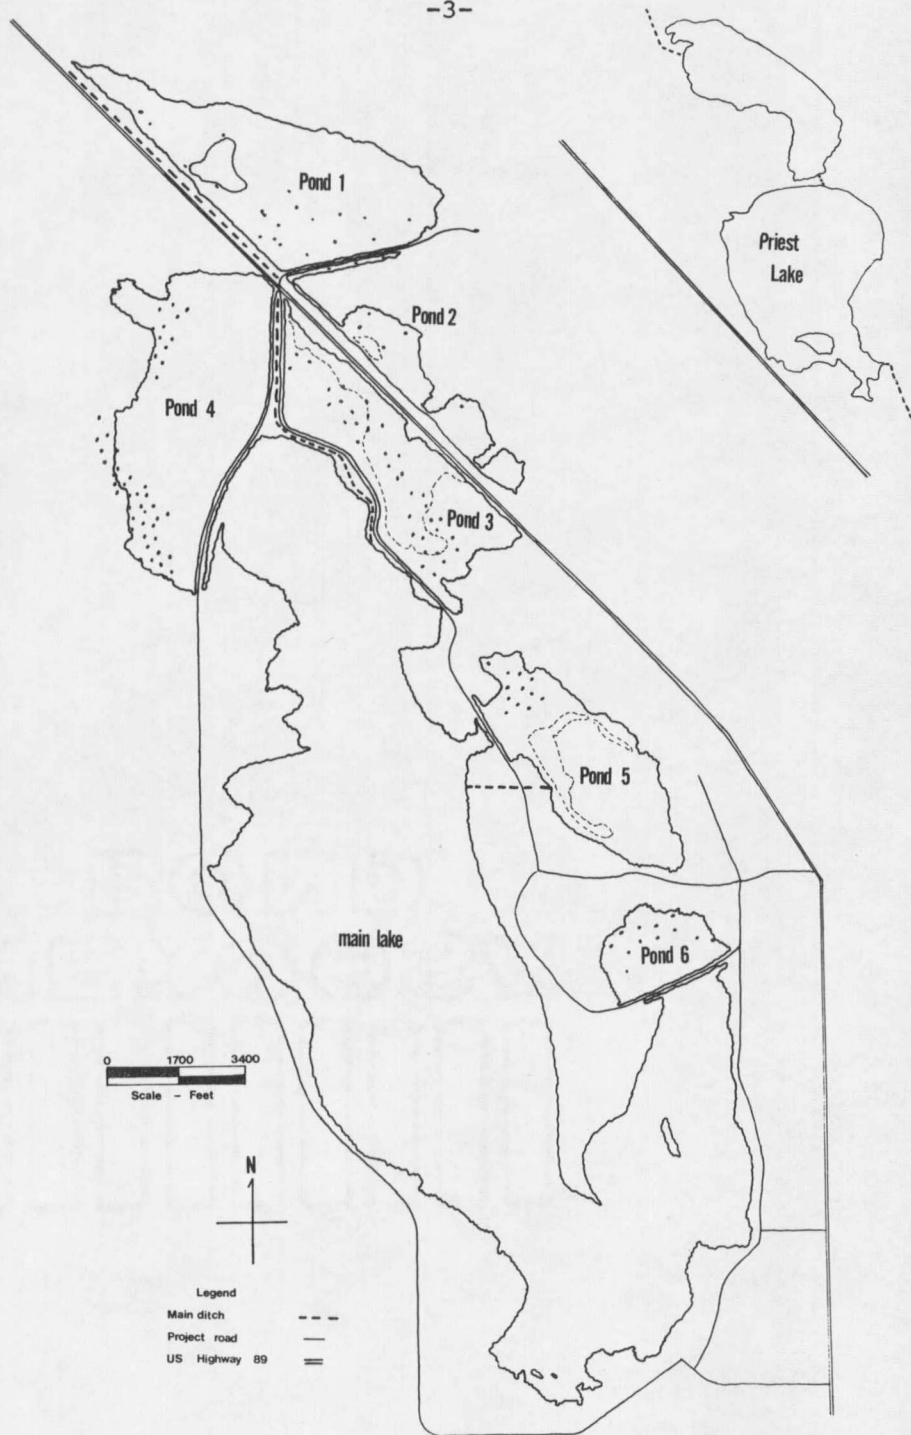 -3-
Pond 1
Priest
Lake
Pond 2
Pond 4
Pond 3
Pond 5
main lake
Pond 6
0 1700 3400
Scale - Feet
N
Legend
Main ditch
Project road
US Highway 89